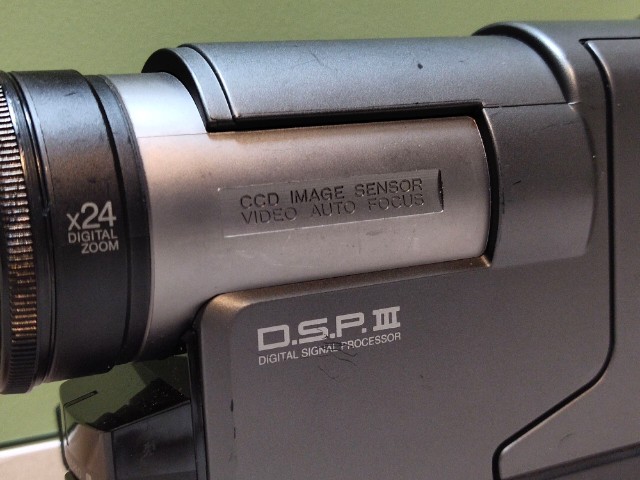 CCD IMAGE SENSOR
VIDEO AUTO FOCUS
x24
DIGITAL
ZOOM
D.S.P. III
DIGITAL SIGNAL PROCESSOR